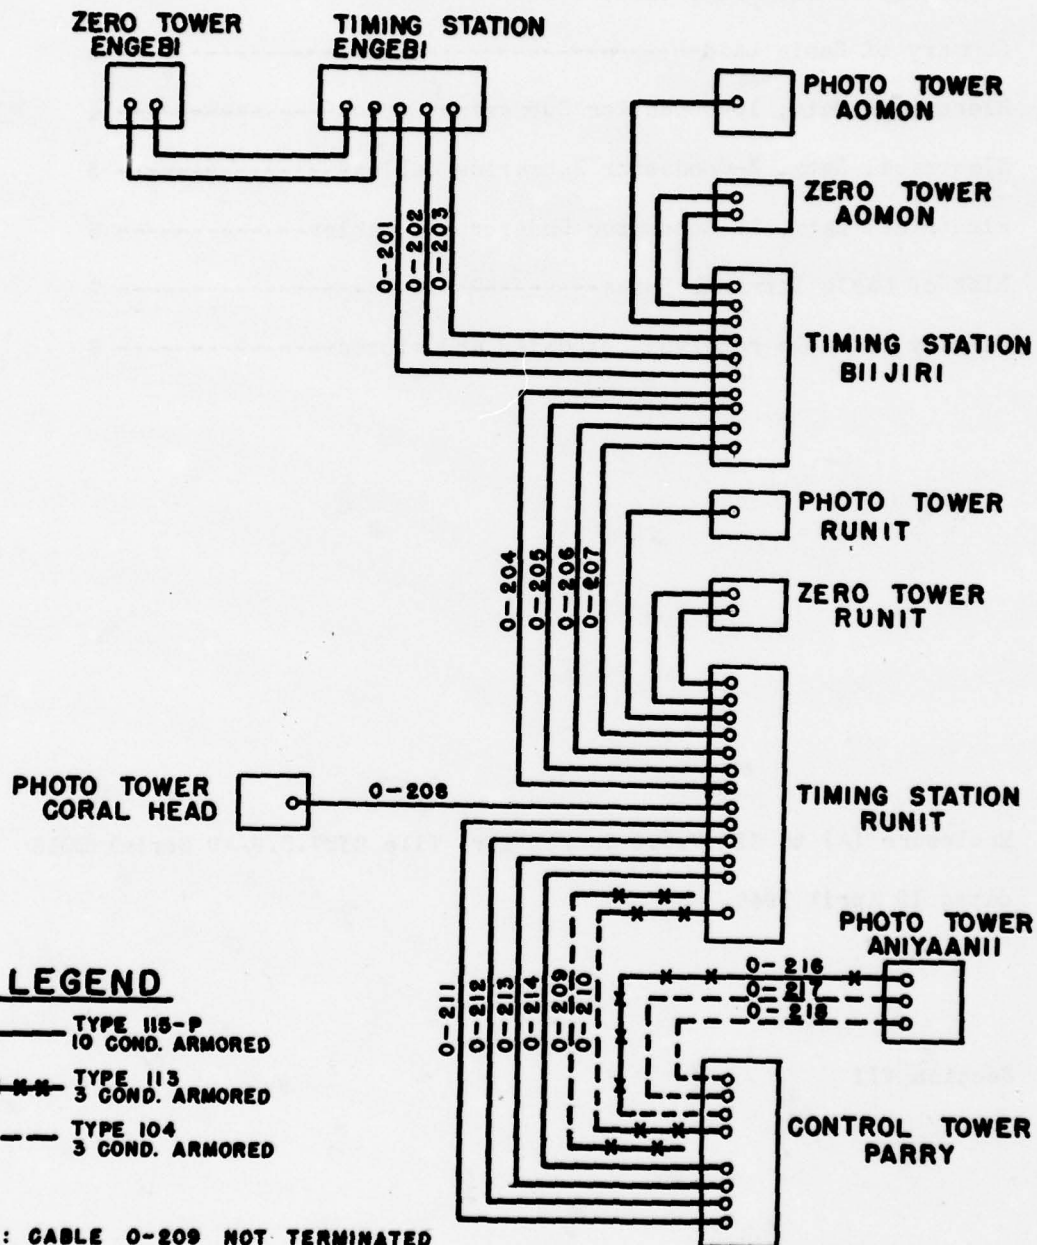 ZERO TOWER
ENGEBI
TIMING STATION
ENGEBI
PHOTO TOWER
AOMON
ZERO TOWER
AOMON
0-201
0-202
0-203
TIMING STATION
BIIJIRI
PHOTO TOWER
RUNIT
0-204
0-205
0-206
0-207
ZERO TOWER
RUNIT
PHOTO TOWER
CORAL HEAD
0-208
TIMING STATION
RUNIT
PHOTO TOWER
ANIYAANII
0-216
0-217
0-218
0-211
0-212
0-213
0-214
0-209
0-210
LEGEND
TYPE 115-P
10 COND. ARMORED
TYPE 113
3 COND. ARMORED
TYPE 104
3 COND. ARMORED
CONTROL TOWER
PARRY
: CABLE 0-209 NOT TERMINATED